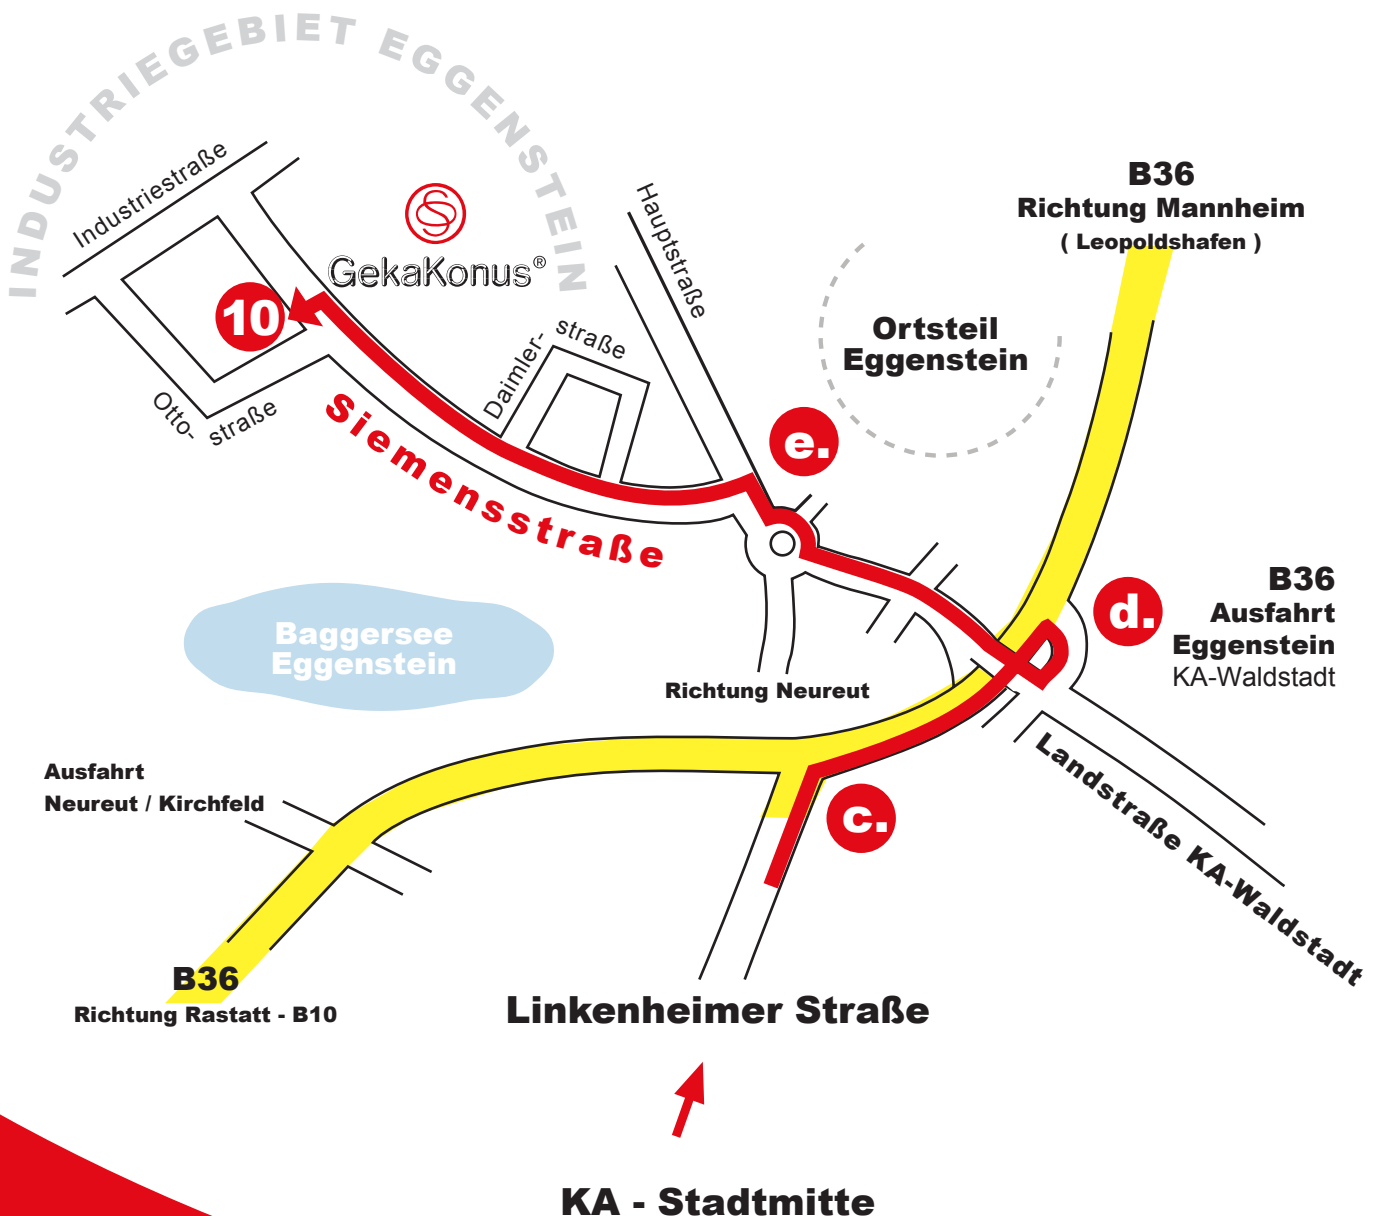 INDUSTRIEGEBIET EGGENSTEIN
Industriestraße
GekaKonus®
Hauptstraße
B36
Richtung Mannheim
( Leopoldshafen )
10
Ortsteil
Eggenstein
Daimler-
straße
Otto-
straße
Siemensstraße
e.
B36
Ausfahrt
Eggenstein
KA-Waldstadt
d.
Baggersee
Eggenstein
Richtung Neureut
Ausfahrt
Neureut / Kirchfeld
c.
Landstraße KA-Waldstadt
B36
Richtung Rastatt - B10
Linkenheimer Straße
KA - Stadtmitte